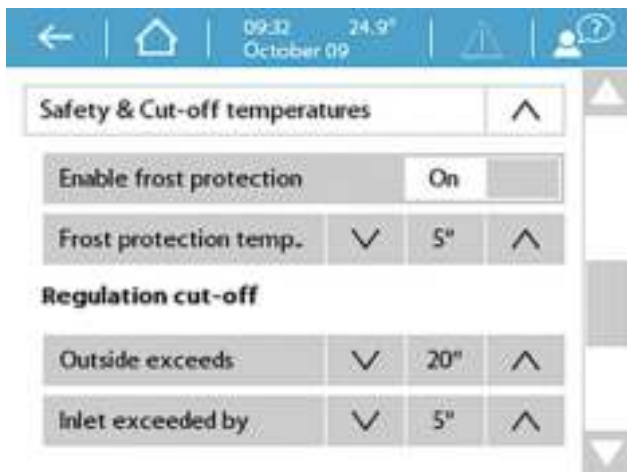 09:32 24.9°
October 09
?
Safety & Cut-off temperatures
Enable frost protection On
Frost protection temp. 5°
Regulation cut-off
Outside exceeds 20°
Inlet exceeded by 5°